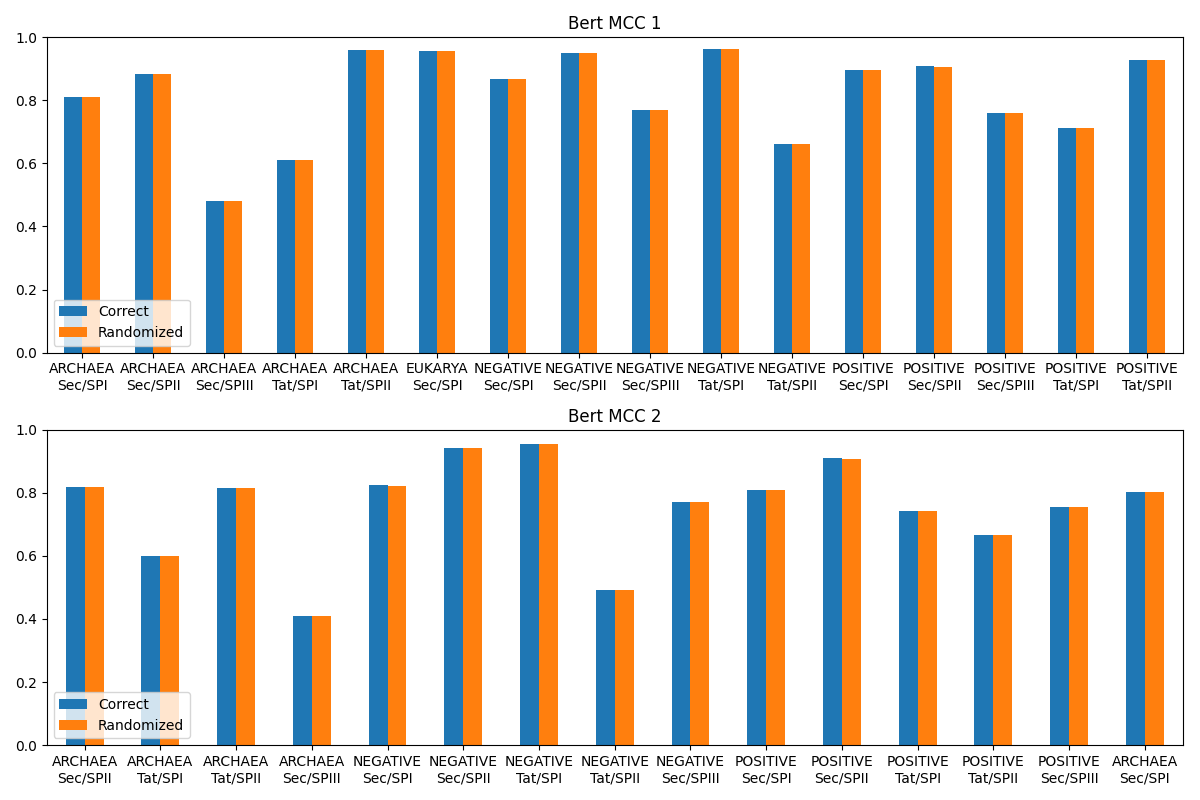 Bert MCC 1
1.0
0.8
0.6
0.4
0.2
0.0
Correct
Randomized
ARCHAEA ARCHAEA ARCHAEA ARCHAEA ARCHAEA EUKARYA NEGATIVE NEGATIVE NEGATIVE NEGATIVE NEGATIVE POSITIVE POSITIVE POSITIVE POSITIVE POSITIVE
Sec/SPI Sec/SPII Sec/SPIII Tat/SPI Tat/SPII Sec/SPI Sec/SPI Sec/SPII Sec/SPIII Tat/SPI Tat/SPII Sec/SPI Sec/SPII Sec/SPIII Tat/SPI Tat/SPII
Bert MCC 2
1.0
0.8
0.6
0.4
0.2
0.0
Correct
Randomized
ARCHAEA ARCHAEA ARCHAEA ARCHAEA NEGATIVE NEGATIVE NEGATIVE NEGATIVE NEGATIVE POSITIVE POSITIVE POSITIVE POSITIVE POSITIVE ARCHAEA
Sec/SPII Tat/SPI Tat/SPII Sec/SPIII Sec/SPI Sec/SPII Tat/SPI Tat/SPII Sec/SPIII Sec/SPI Sec/SPII Tat/SPI Tat/SPII Sec/SPIII Sec/SPI